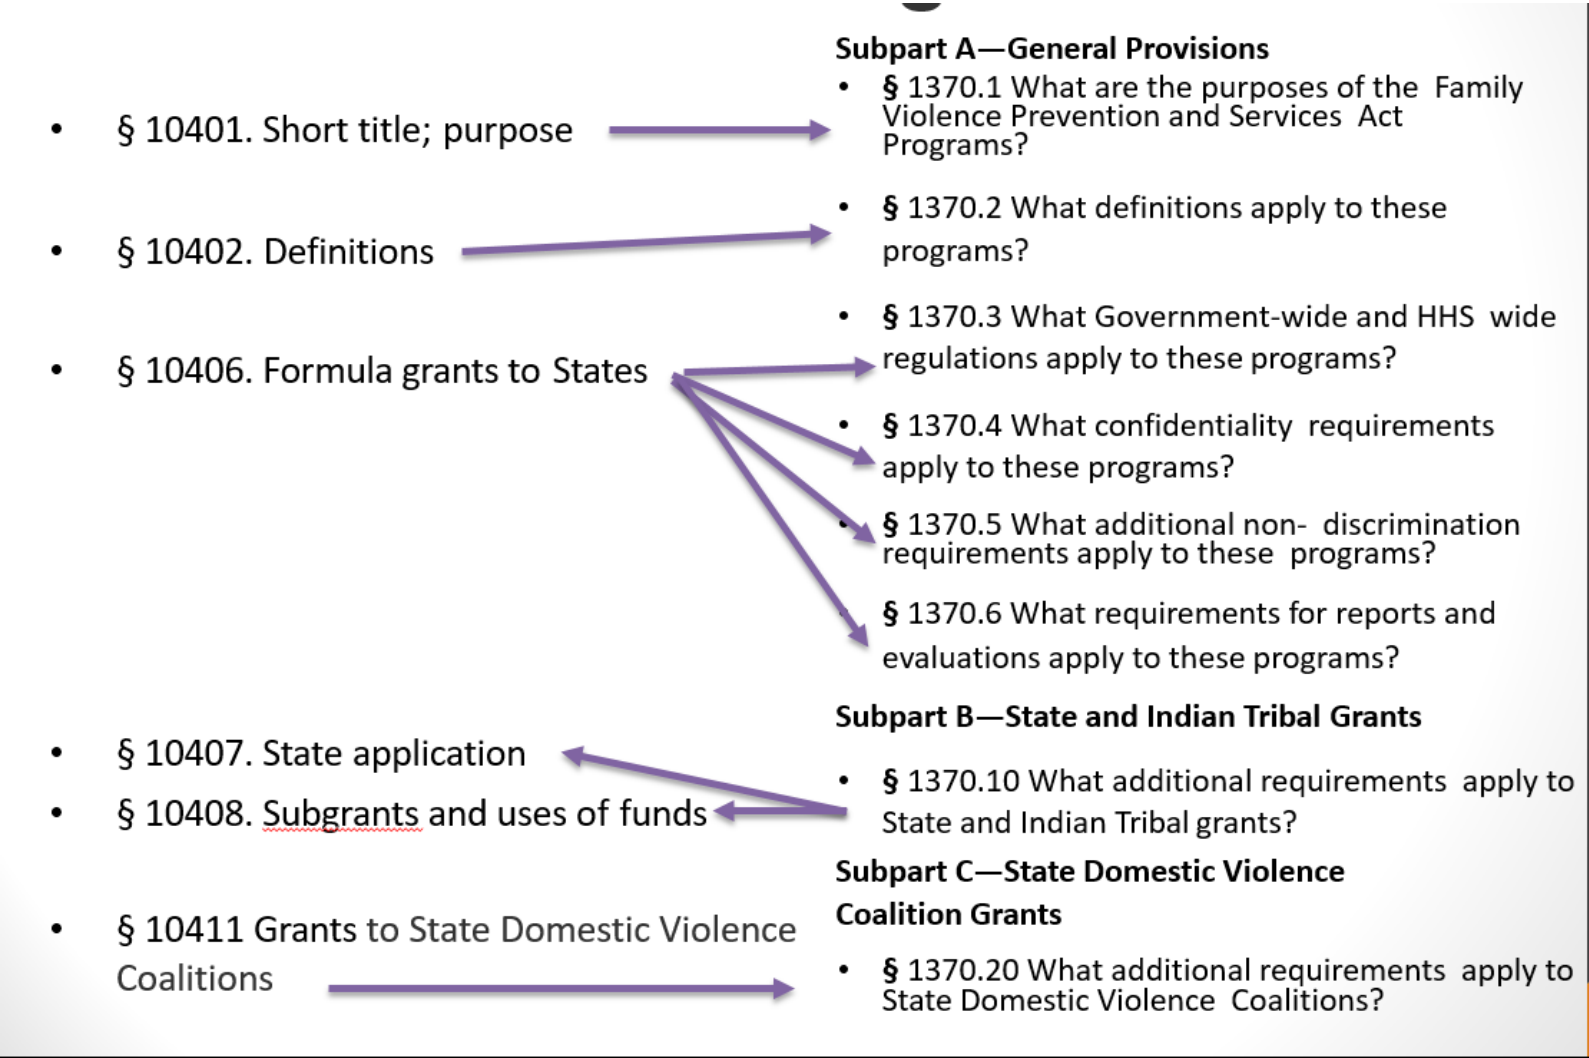 • § 10401. Short title; purpose
• § 10402. Definitions
• § 10406. Formula grants to States
• § 10407. State application
• § 10408. Subgrants and uses of funds
• § 10411 Grants to State Domestic Violence
Coalitions
Subpart A—General Provisions
• § 1370.1 What are the purposes of the Family
Violence Prevention and Services Act
Programs?
• § 1370.2 What definitions apply to these
programs?
• § 1370.3 What Government-wide and HHS wide
regulations apply to these programs?
• § 1370.4 What confidentiality requirements
apply to these programs?
• § 1370.5 What additional non- discrimination
requirements apply to these programs?
• § 1370.6 What requirements for reports and
evaluations apply to these programs?
Subpart B—State and Indian Tribal Grants
• § 1370.10 What additional requirements apply to
State and Indian Tribal grants?
Subpart C—State Domestic Violence
Coalition Grants
• § 1370.20 What additional requirements apply to
State Domestic Violence Coalitions?